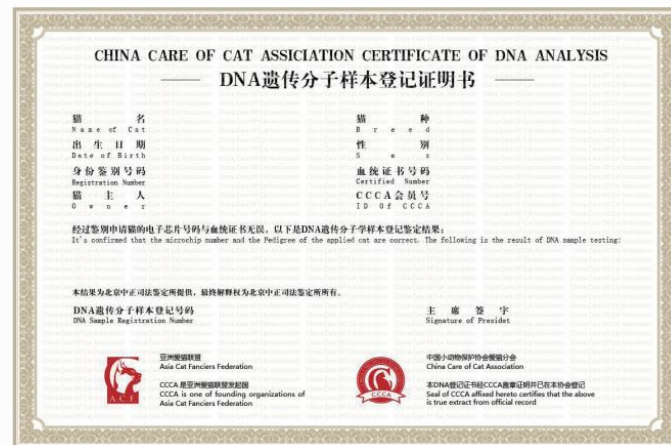 CHINA CARE OF CAT ASSICIATION CERTIFICATE OF DNA ANALYSIS
DNA遗传分子样本登记证明书
猫 名 猫 种
Name of Cat Breed
出生日期 性 别
Date of Birth Sex
身份鉴别号码 血统证书号码
Registration Number Certified Number
猫 主 人 CCCA会员号
Owner ID Of CCCA
经过鉴别申请猫的电子芯片号码与血统证书无误，以下是DNA遗传分子学样本登记鉴定结果：
It's confirmed that the microchip number and the Pedigree of the applied cat are correct. The following is the result of DNA sample testing:
本结果为北京中正司法鉴定所提供，最终解释权为北京中正司法鉴定所所有。
DNA遗传分子样本登记号码 主 席 签 字
DNA Sample Registration Number Signature of Prezidet
亚洲爱猫联盟 中国小动物保护协会爱猫分会
Asia Cat Fanciers Federation China Care of Cat Association
CCCA 是亚洲爱猫联盟发起国 本DNA登记证书经CCCA盖章证明并已在本协会登记
CCCA is one of founding organizations of Seal of CCCA affixed hereto certifies that the above
Asia Cat Fanciers Federation is true extract from official record
ACF CCCA